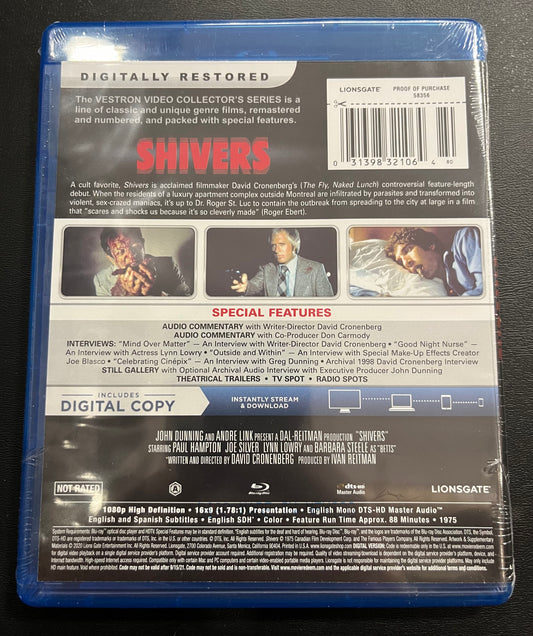 DIGITALLY RESTORED
The VESTRON VIDEO COLLECTOR'S SERIES is a
line of classic and unique genre films, remastered
and numbered, and packed with special features.
LIONSGATE
PROOF OF PURCHASE
58356
0 31398 32106 4 80
SHIVERS
A cult favorite, Shivers is acclaimed filmmaker David Cronenberg's (The Fly, Naked Lunch) controversial feature-length
debut. When the residents of a luxury apartment complex outside Montreal are infiltrated by parasites and transformed into
violent, sex-crazed maniacs, it's up to Dr. Roger St. Luc to contain the outbreak from spreading to the city at large in a film
that "scares and shocks us because it's so cleverly made" (Roger Ebert).
SPECIAL FEATURES
AUDIO COMMENTARY with Writer-Director David Cronenberg
AUDIO COMMENTARY with Co-Producer Don Carmody
INTERVIEWS: "Mind Over Matter" — An Interview with Writer-Director David Cronenberg • "Good Night Nurse" —
An Interview with Actress Lynn Lowry • "Outside and Within" — An Interview with Special Make-Up Effects Creator
Joe Blasco • "Celebrating Cinépix" — An Interview with Greg Dunning • Archival 1998 David Cronenberg Interview
STILL GALLERY with Optional Archival Audio Interview with Executive Producer John Dunning
THEATRICAL TRAILERS • TV SPOT • RADIO SPOTS
INCLUDES
DIGITAL COPY
INSTANTLY STREAM
& DOWNLOAD
JOHN DUNNING AND ANDRE LINK PRESENT A DAL-REITMAN PRODUCTION "SHIVERS"
STARRING PAUL HAMPTON JOE SILVER LYNN LOWRY AND BARBARA STEELE AS "BETTS"
WRITTEN AND DIRECTED BY DAVID CRONENBERG PRODUCED BY IVAN REITMAN
NOT RATED
A
Blu-ray Disc
dts-HD
Master Audio
LIONSGATE
1080p High Definition • 16x9 (1.78:1) Presentation • English Mono DTS-HD Master Audio™
English and Spanish Subtitles • English SDH* • Color • Feature Run Time Approx. 88 Minutes • 1975